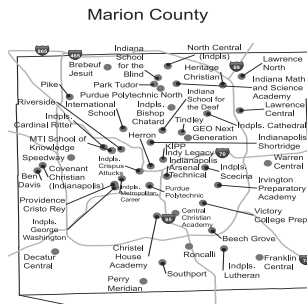 Marion County
465
465
69
Indiana
School
for the
Blind
North Central
(Indpls)
Brebeuf
Jesuit
Heritage
Christian
Lawrence
North
Park Tudor
Pike
Purdue Polytechnic North
Indiana
School for
the Deaf
Indiana Math
and Science
Academy
Riverside
International
School
Indpls.
Bishop
Chatard
Tindley
Lawrence
Central
Indpls.
Cardinal Ritter
GEO Next
Generation
Indpls. Cathedral
MTI School of
Knowledge
Herron
Indianapolis
Shortridge
Speedway
KIPP
Indy Legacy
Indpls.
Crispus
Attucks
Indianapolis
Arsenal
Technical
70
Warren
Central
Covenant
Christian
(Indianapolis)
Indpls.
Scecina
Ben
Davis
Indpls.
Metropolitan
Career
Purdue
Polytechnic
Irvington
Preparatory
Academy
Providence
Cristo Rey
Christel
House
Academy
Central
Christian
Academy
65
Victory
College Prep
Indpls.
George
Washington
Beech Grove
Decatur
Central
Roncalli
Franklin
Central
Southport
Indpls.
Lutheran
Perry
Meridian